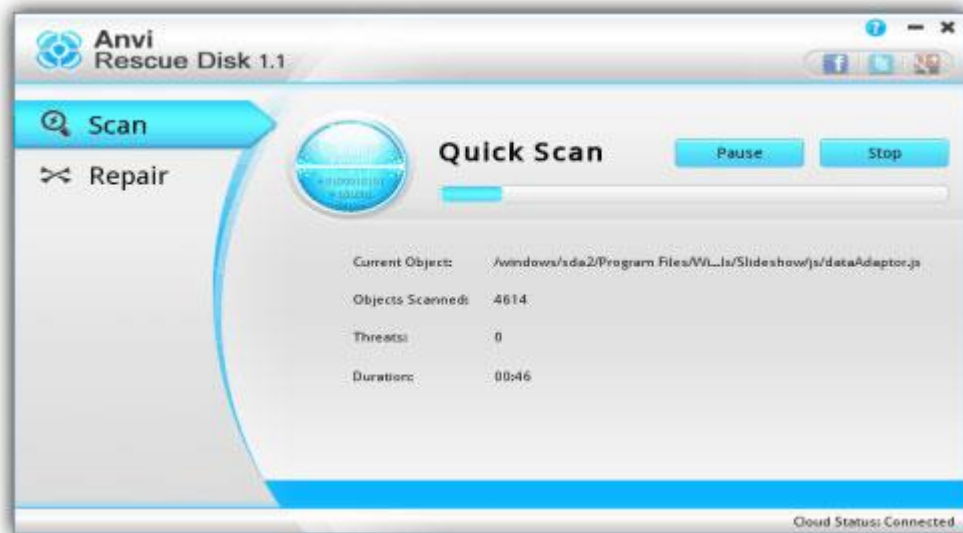 Anvi
Rescue Disk 1.1
Scan
Repair
Quick Scan
Pause
Stop
Current Object: /windows/sda2/Program Files/Wi...ls/Slideshow/js/dataAdaptor.js
Objects Scanned: 4614
Threats: 0
Duration: 00:46
Cloud Status: Connected